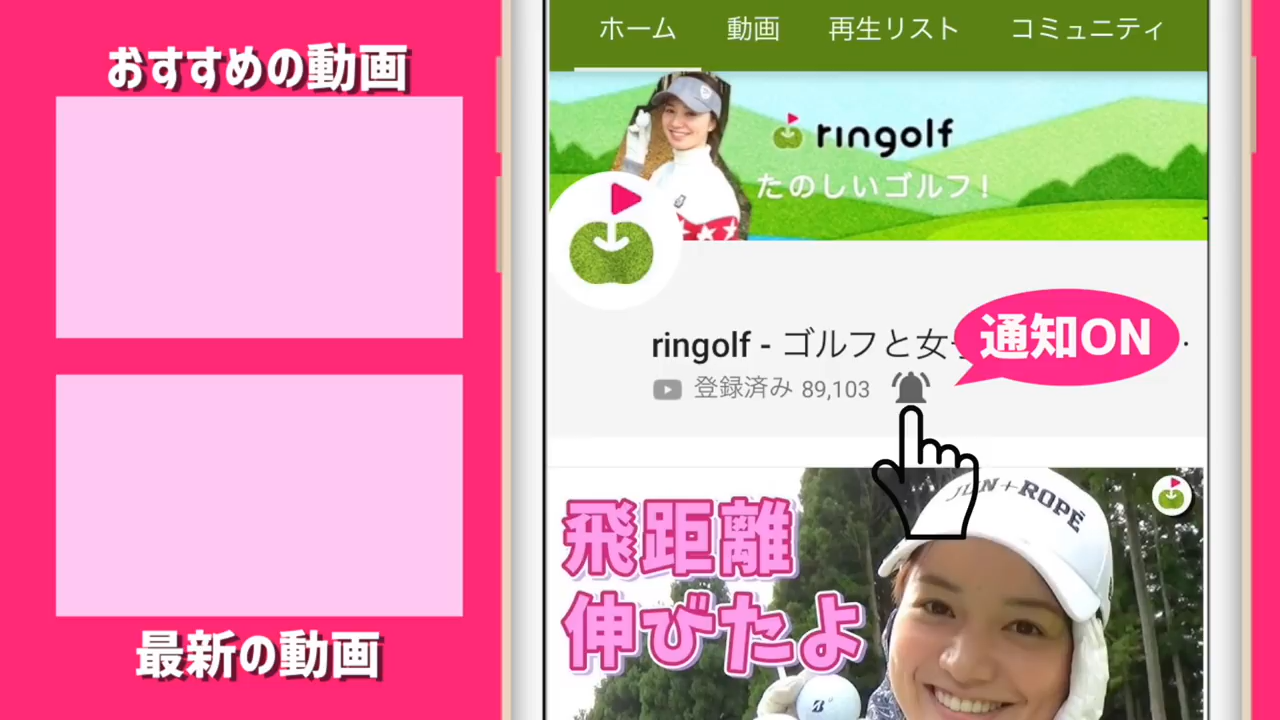 おすすめの動画
最新の動画
ホーム 動画 再生リスト コミュニティ
ringolf
たのしいゴルフ!
ringolf - ゴルフと女
通知ON
登録済み 89,103
飛距離
伸びたよ
JUN+ROPÉ
B